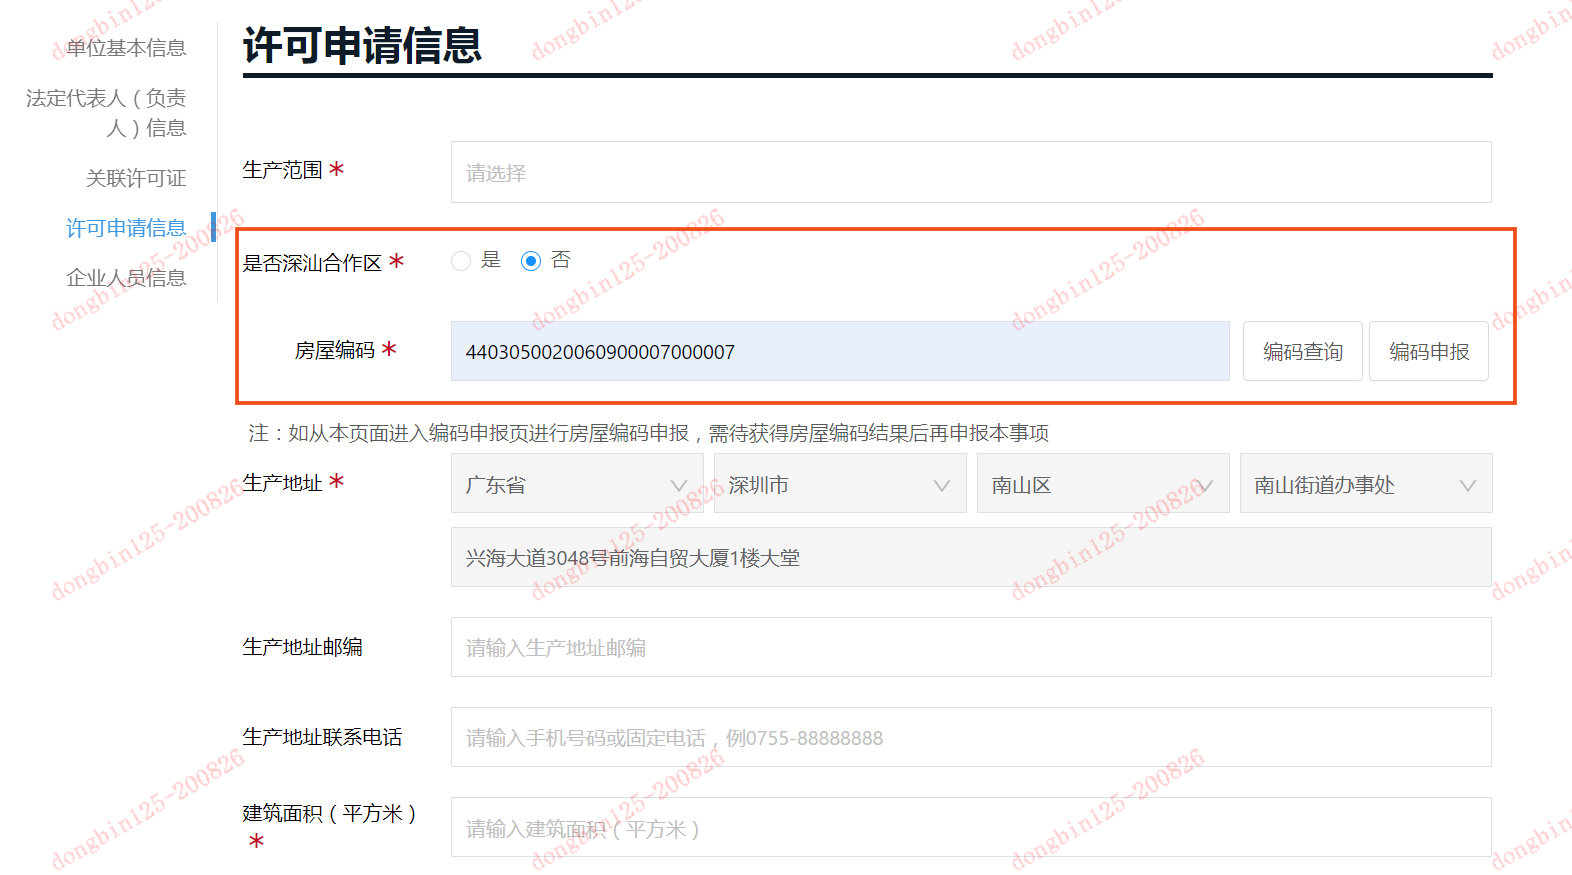 单位基本信息
法定代表人（负责
人）信息
关联许可证
许可申请信息
企业人员信息
许可申请信息
生产范围 *
请选择
是否深汕合作区 *
是 否
房屋编码 *
4403050020060900007000007
编码查询 编码申报
注：如从本页面进入编码申报页进行房屋编码申报，需待获得房屋编码结果后再申报本事项
生产地址 *
广东省 深圳市 南山区 南山街道办事处
兴海大道3048号前海自贸大厦1楼大堂
生产地址邮编
请输入生产地址邮编
生产地址联系电话
请输入手机号码或固定电话，例0755-88888888
建筑面积（平方米）
*
请输入建筑面积（平方米）
dongbin125-200826